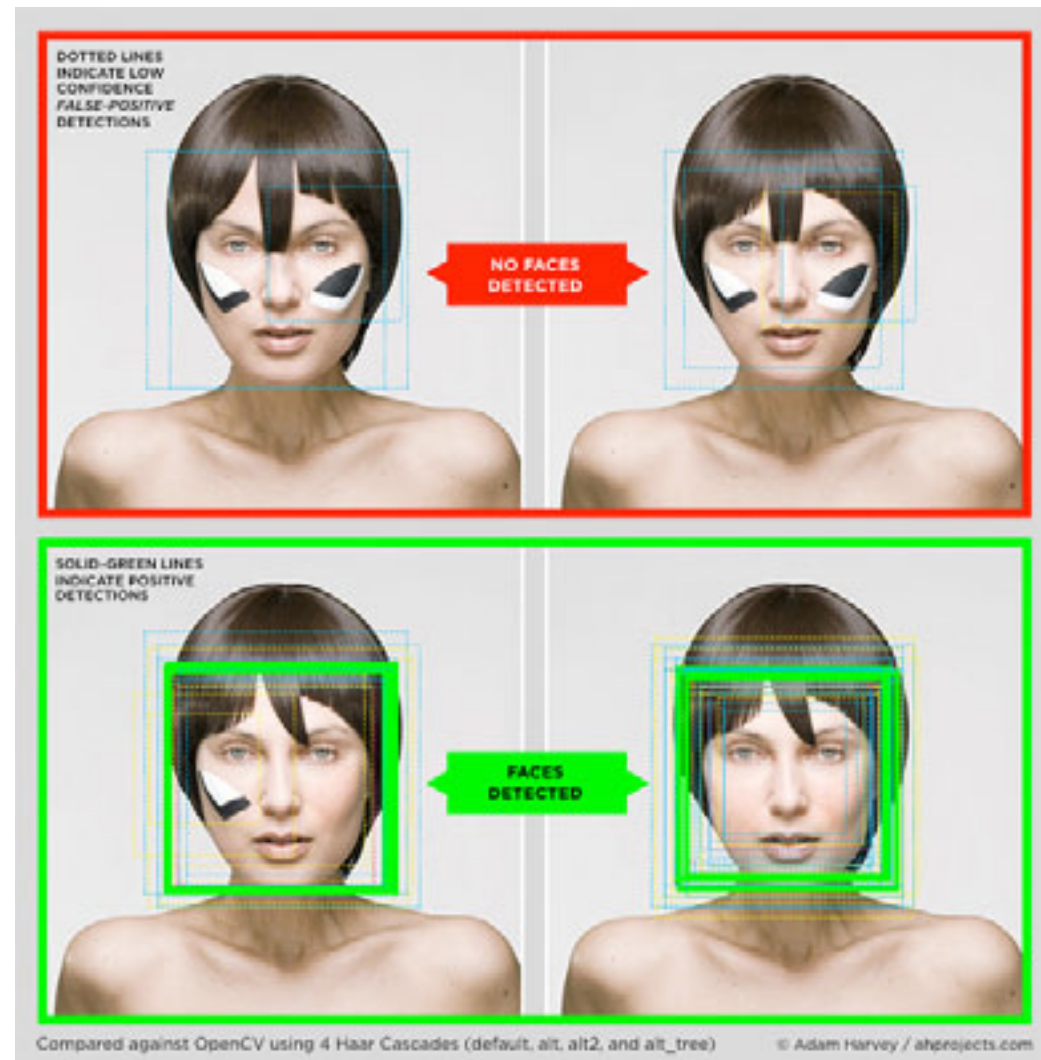 DOTTED LINES
INDICATE LOW
CONFIDENCE
FALSE-POSITIVE
DETECTIONS
NO FACES
DETECTED
SOLID-GREEN LINES
INDICATE POSITIVE
DETECTIONS
FACES
DETECTED
Compared against OpenCV using 4 Haar Cascades (default, alt, alt2, and alt_tree)
© Adam Harvey / ahprojects.com